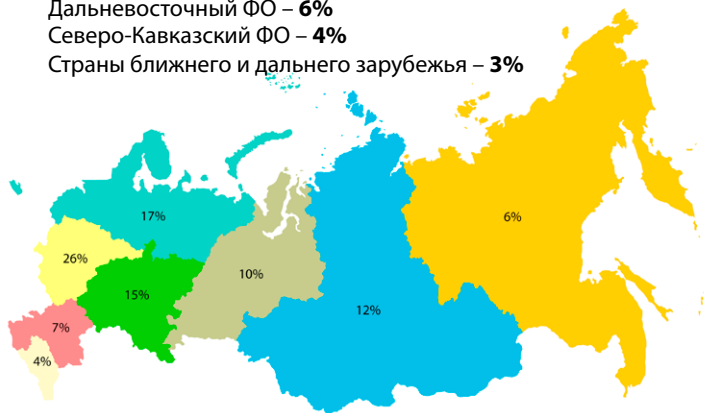 Дальневосточный ФО – 6%
Северо-Кавказский ФО – 4%
Страны ближнего и дальнего зарубежья – 3%
17%
6%
26%
10%
15%
12%
7%
4%